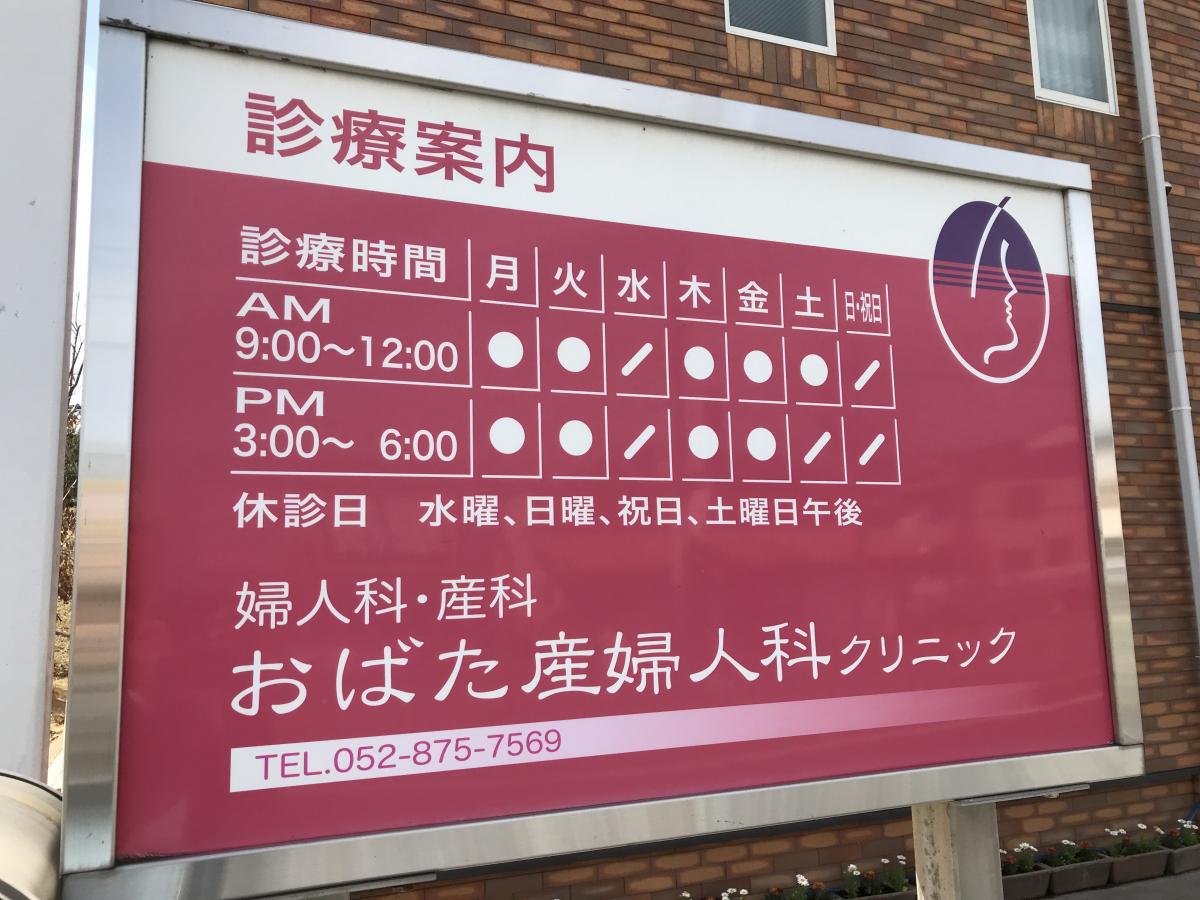 診療案内
診療時間 月 火 水 木 金 土 日・祝日
AM
9:00～12:00 ● ● ／ ● ● ● ／
PM
3:00～ 6:00 ● ● ／ ● ● ／ ／
休診日 水曜、日曜、祝日、土曜日午後
婦人科・産科
おばた産婦人科クリニック
TEL.052-875-7569